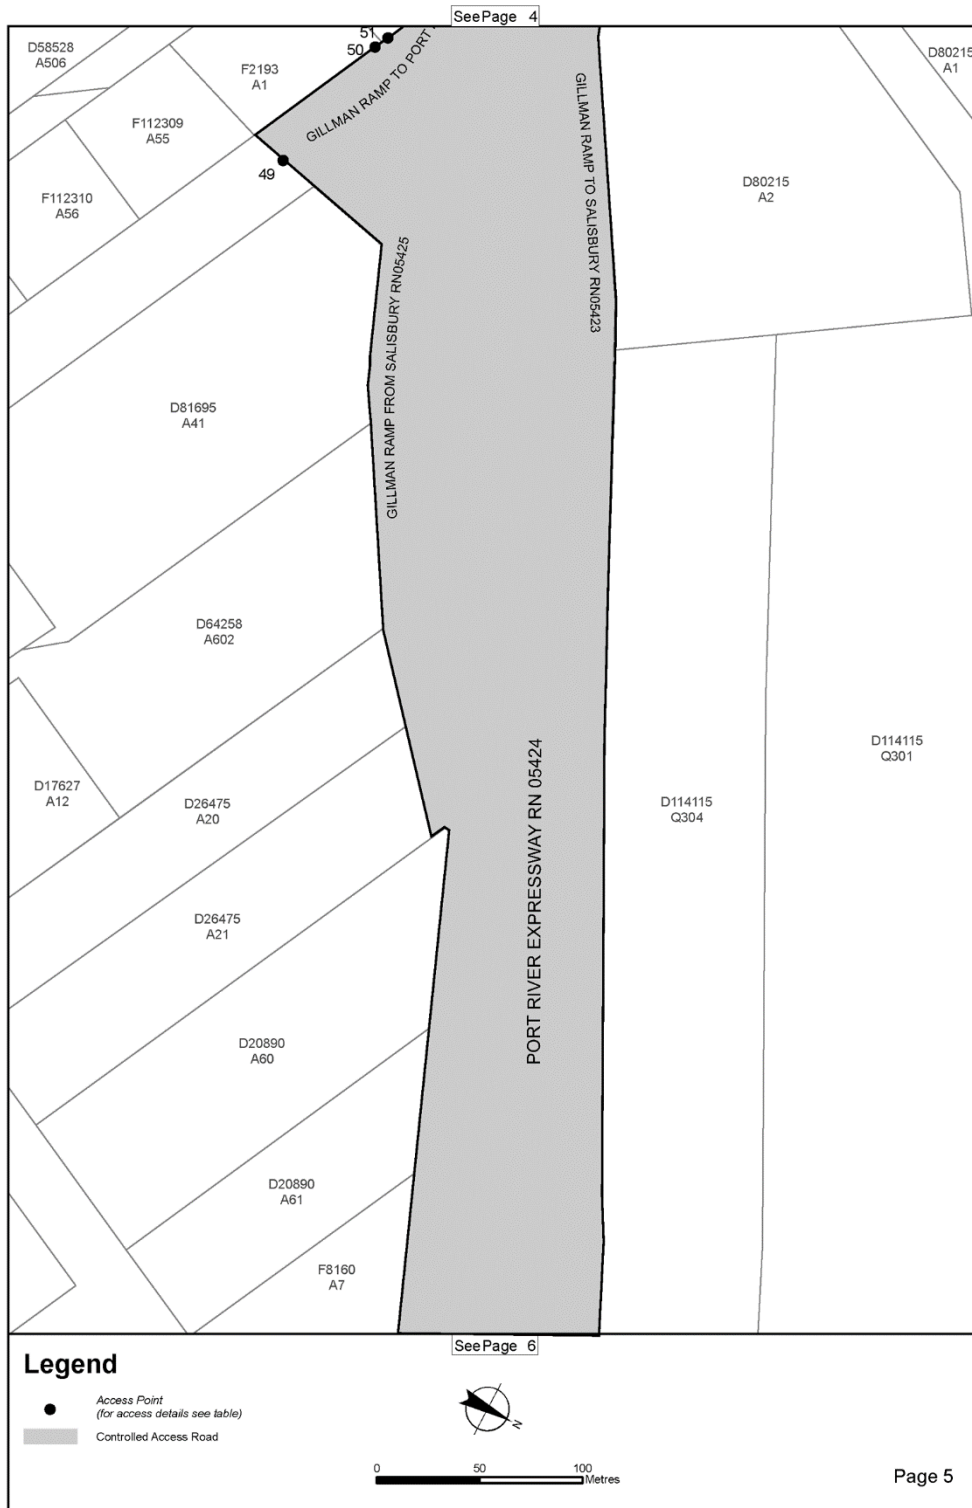 See Page 4
D58528
A506
F2193
A1
51
50
GILLMAN RAMP TO PORT
GILLMAN RAMP TO SALISBURY RN05423
D80215
A1
F112309
A55
49
F112310
A56
D80215
A2
GILLMAN RAMP FROM SALISBURY RN05425
D81695
A41
D64258
A602
D17627
A12
D26475
A20
PORT RIVER EXPRESSWAY RN 05424
D114115
Q304
D114115
Q301
D26475
A21
D20890
A60
D20890
A61
F8160
A7
See Page 6
Legend
Access Point
(for access details see table)
Controlled Access Road
N
0 50 100
Metres
Page 5